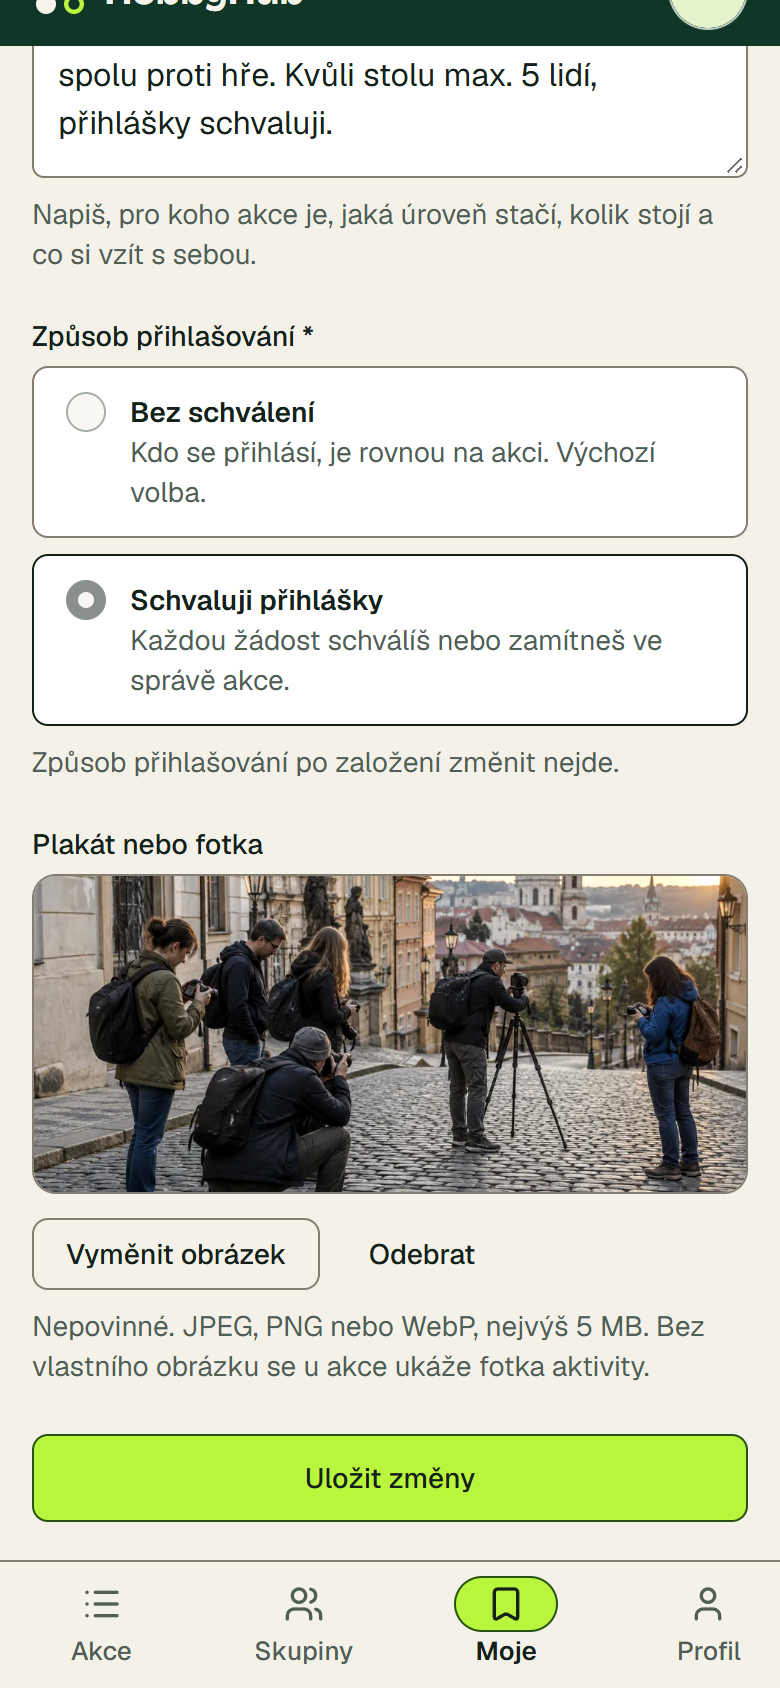 spolu proti hře. Kvůli stolu max. 5 lidí,
přihlášky schvaluji.
Napiš, pro koho akce je, jaká úroveň stačí, kolik stojí a
co si vzít s sebou.
Způsob přihlašování *
Bez schválení
Kdo se přihlásí, je rovnou na akci. Výchozí
volba.
Schvaluji přihlášky
Každou žádost schválíš nebo zamítneš ve
správě akce.
Způsob přihlašování po založení změnit nejde.
Plakát nebo fotka
Vyměnit obrázek
Odebrat
Nepovinné. JPEG, PNG nebo WebP, nejvýš 5 MB. Bez
vlastního obrázku se u akce ukáže fotka aktivity.
Uložit změny
Akce
Skupiny
Moje
Profil